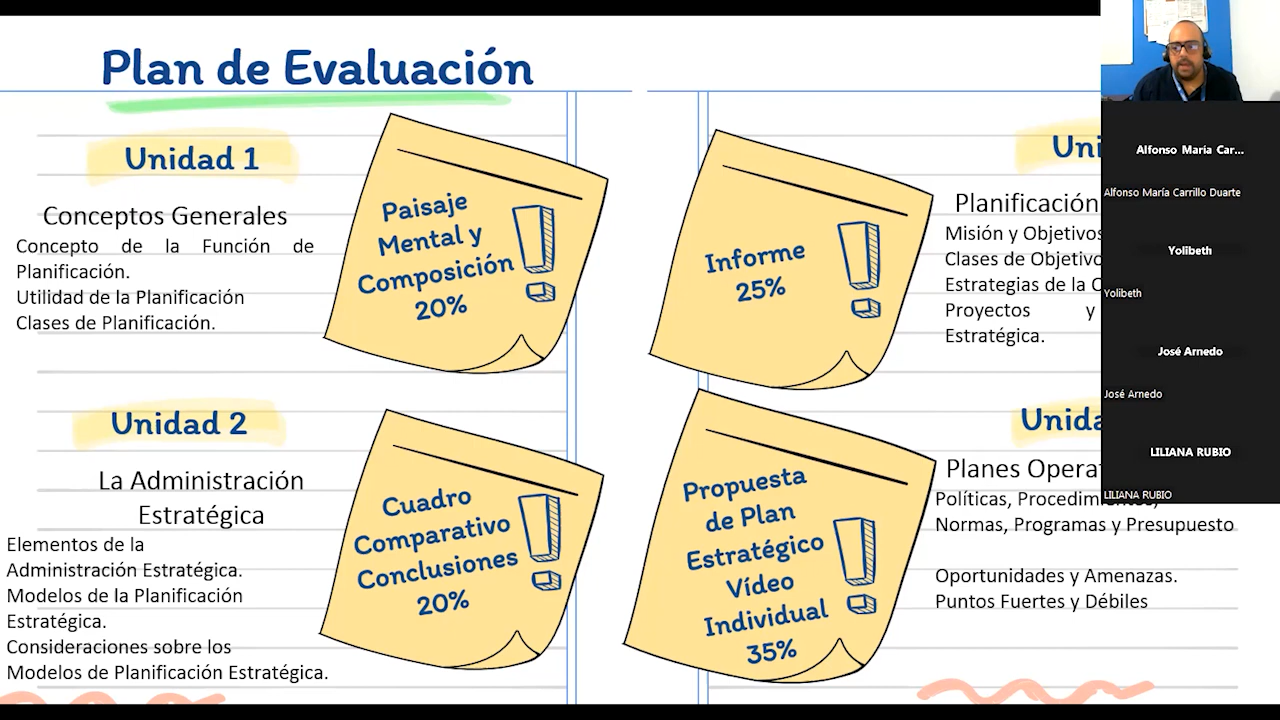 Plan de Evaluación
Unidad 1
Conceptos Generales
Concepto de la Función de
Planificación.
Utilidad de la Planificación
Clases de Planificación.
Paisaje
Mental y
Composición
20%
Unidad 2
La Administración
Estratégica
Elementos de la
Administración Estratégica.
Modelos de la Planificación
Estratégica.
Consideraciones sobre los
Modelos de Planificación Estratégica.
Cuadro
Comparativo
Conclusiones
20%
Informe
25%
Planificación
Misión y Objetivos
Clases de
Estrategias de la
Proyectos y
Estratégica.
Propuesta
de Plan
Estratégico
Vídeo
Individual
35%
Planes
Políticas,
Normas, Programas y Presupuesto
Oportunidades y Amenazas.
Puntos Fuertes y Débiles
Alfonso María Car...
Alfonso María Carrillo Duarte
Yolibeth
Yolibeth
José Arnedo
José Arnedo
LILIANA RUBIO
LILIANA RUBIO